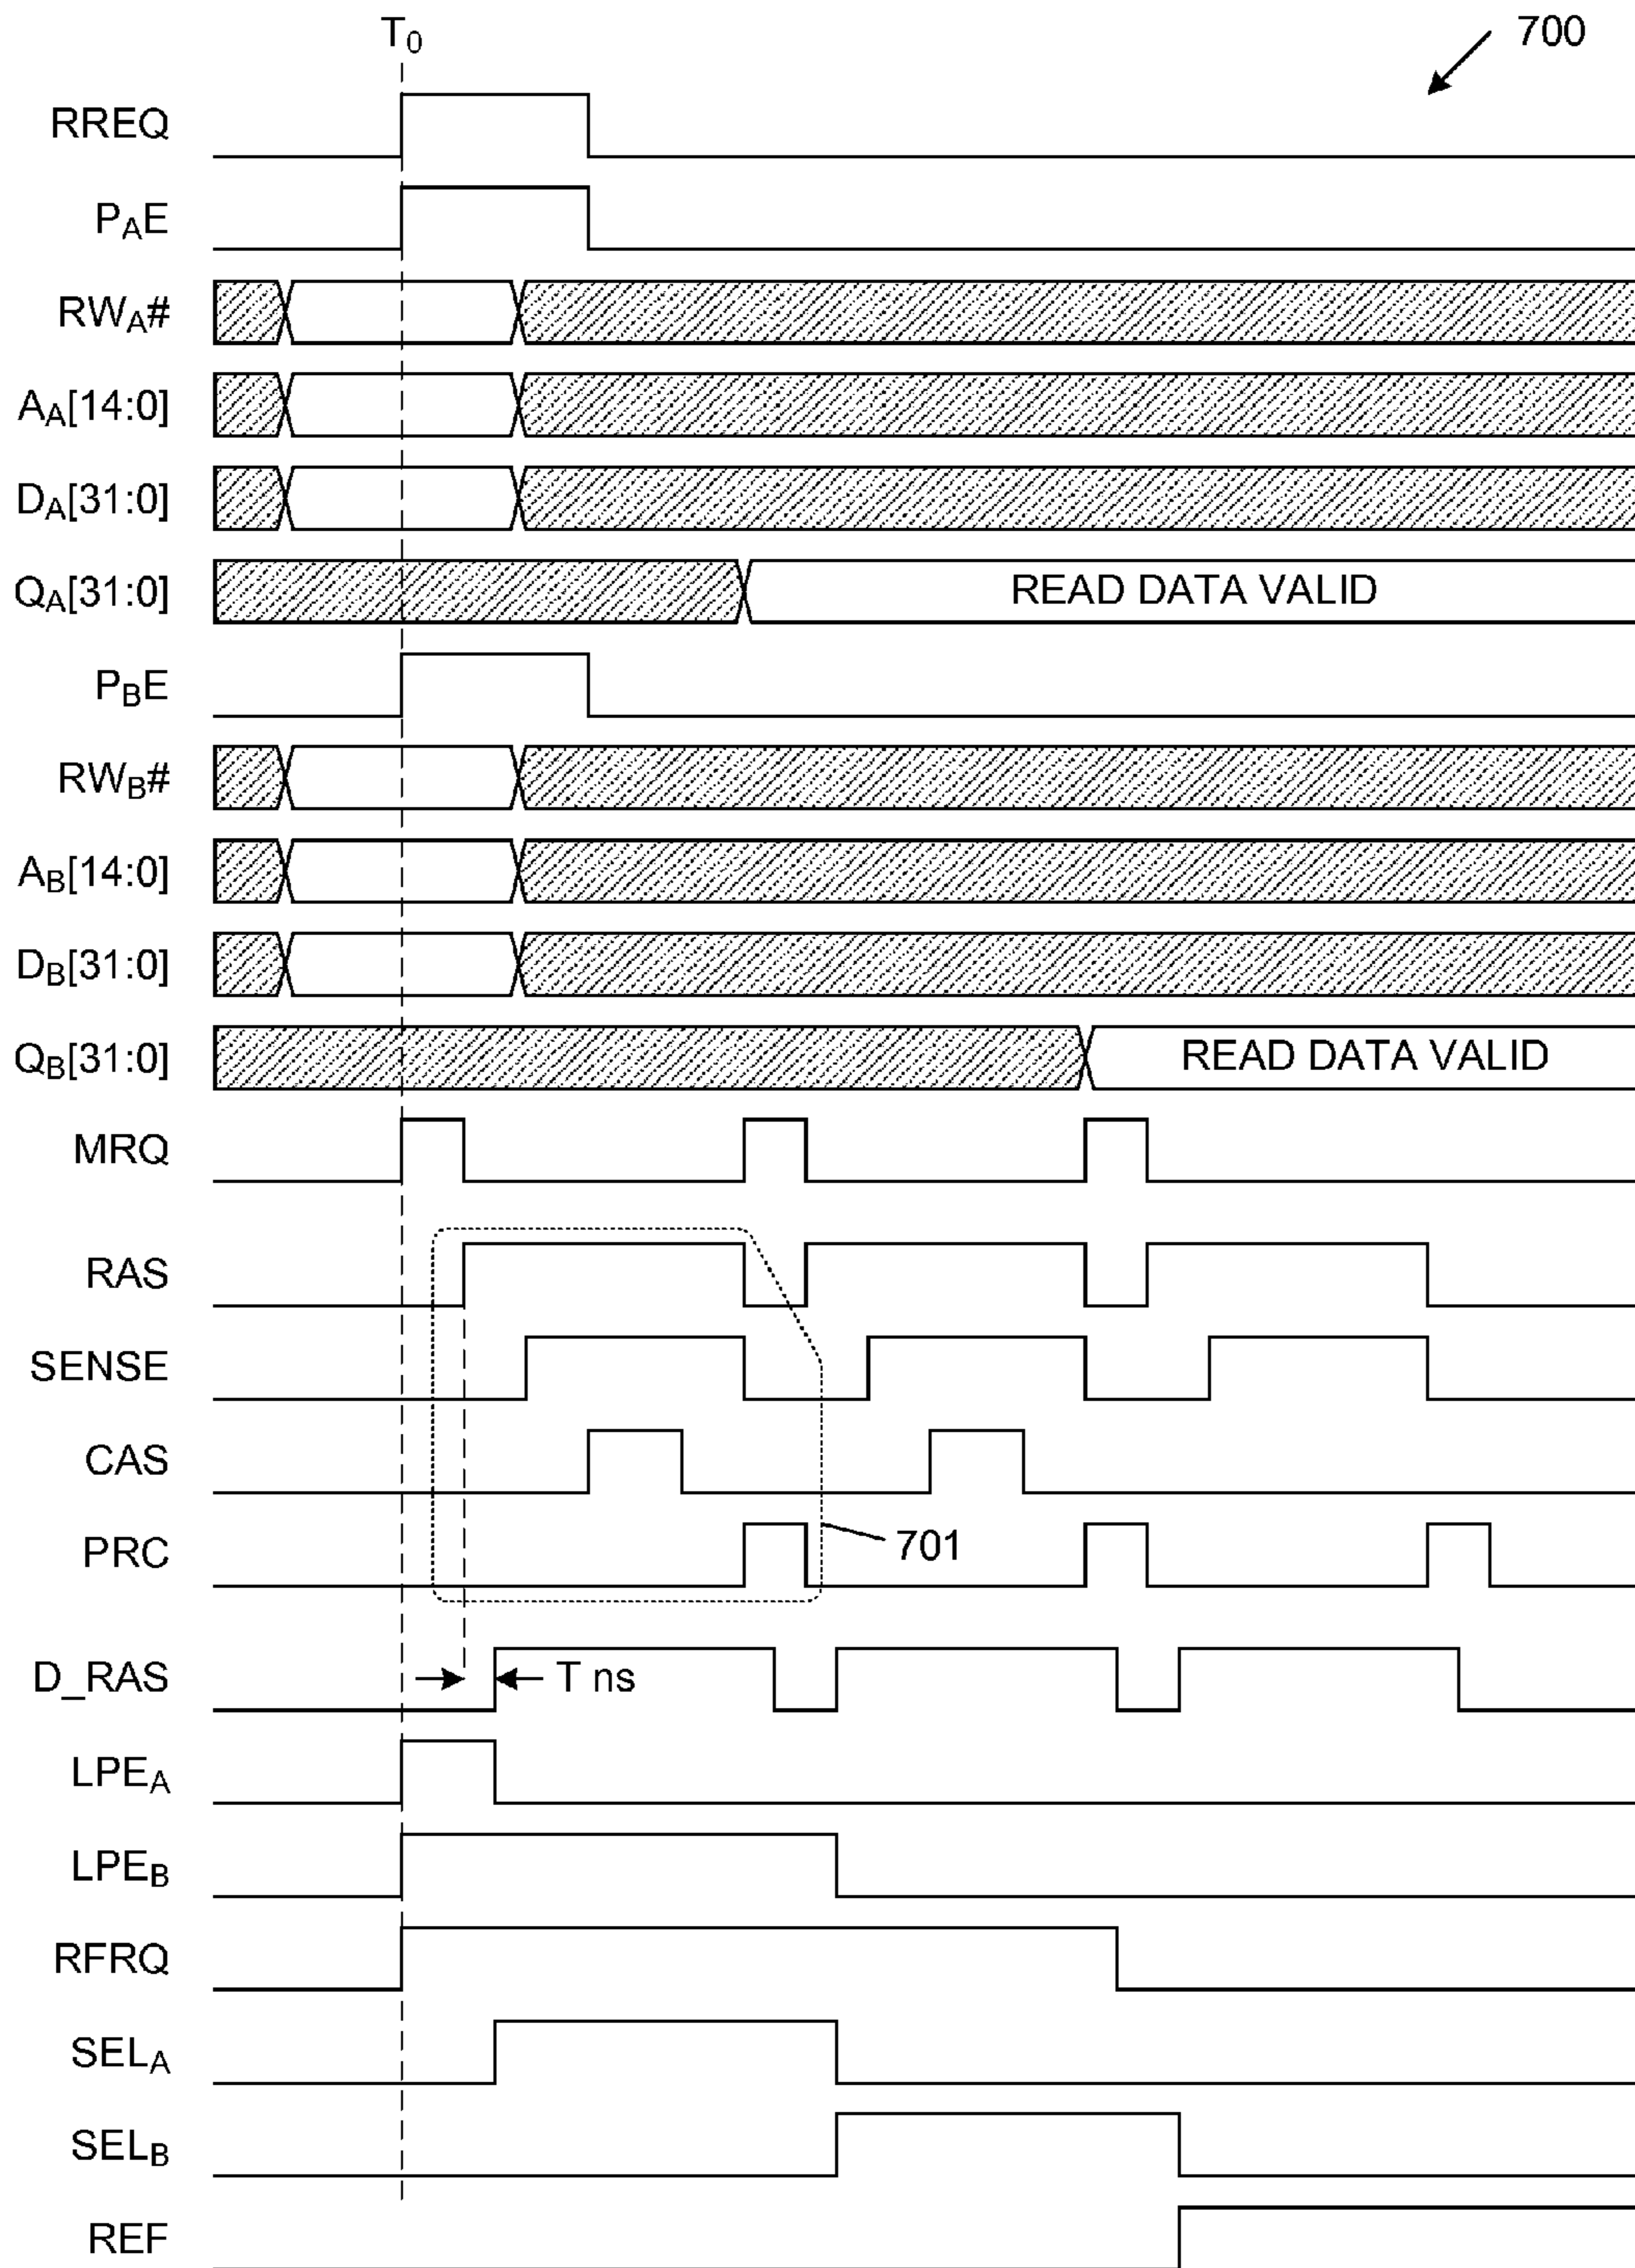 T₀
700
RREQ
PAE
RWA#
AA[14:0]
DA[31:0]
QA[31:0] READ DATA VALID
PBE
RWB#
AB[14:0]
DB[31:0]
QB[31:0] READ DATA VALID
MRQ
RAS
SENSE
CAS
PRC
701
D_RAS
T ns
LPEA
LPEB
RFRQ
SELA
SELB
REF